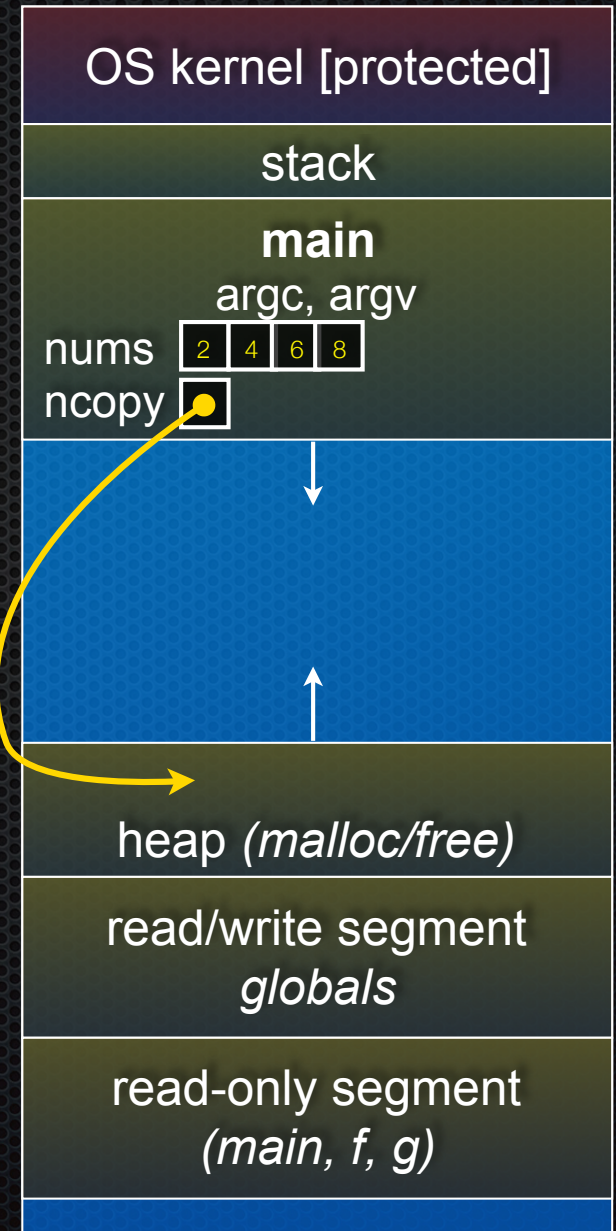 OS kernel [protected]
stack
main
argc, argv
nums 2 4 6 8
ncopy
heap (malloc/free)
read/write segment
globals
read-only segment
(main, f, g)